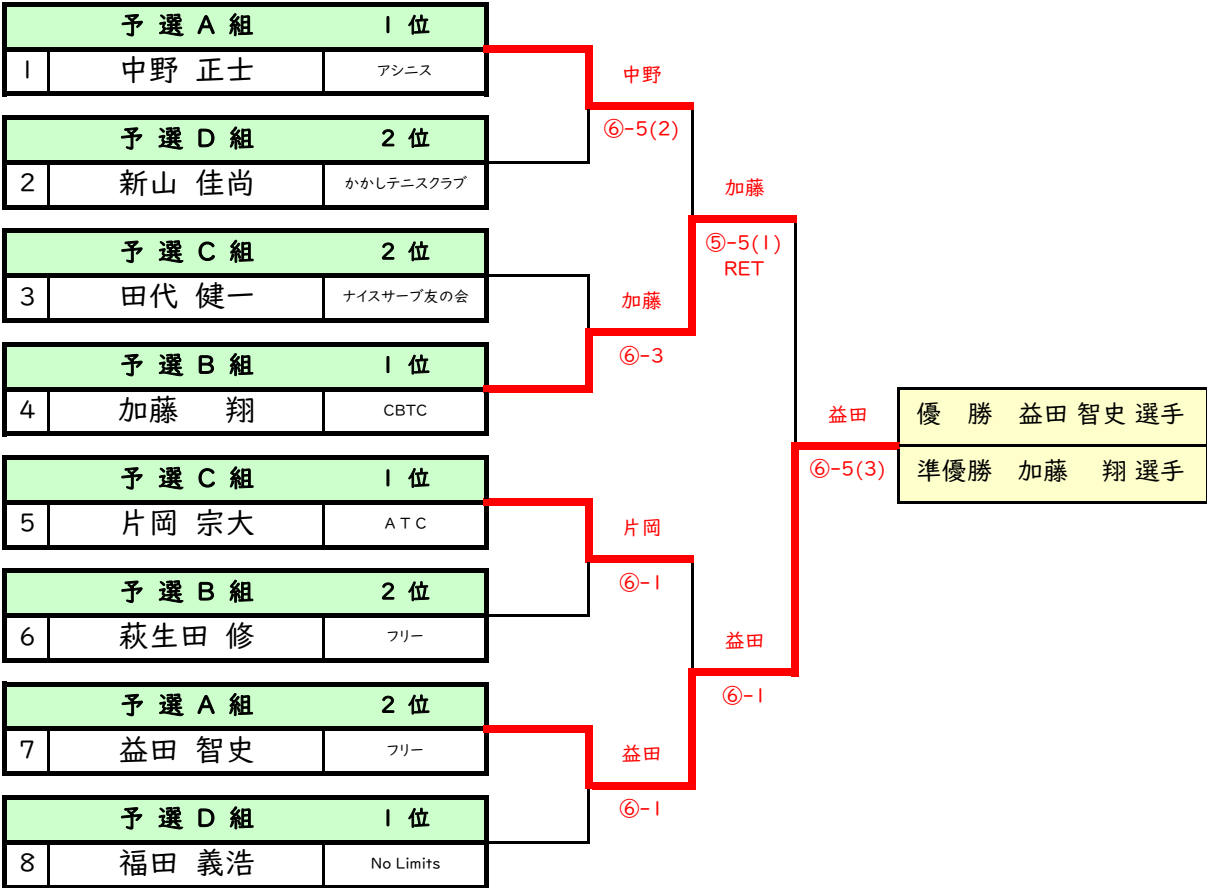 予 選 A 組 1 位
1 中野 正士 アシニス
予 選 D 組 2 位
2 新山 佳尚 かかしテニスクラブ
予 選 C 組 2 位
3 田代 健一 ナイスサーブ友の会
予 選 B 組 1 位
4 加藤 翔 CBTC
予 選 C 組 1 位
5 片岡 宗大 ATC
予 選 B 組 2 位
6 萩生田 修 フリー
予 選 A 組 2 位
7 益田 智史 フリー
予 選 D 組 1 位
8 福田 義浩 No Limits
中野
⑥-5(2)
加藤
⑥-3
片岡
⑥-1
益田
⑥-1
加藤
⑤-5(1)
RET
益田
⑥-1
益田
⑥-5(3)
優 勝 益田 智史 選手
準優勝 加藤 翔 選手